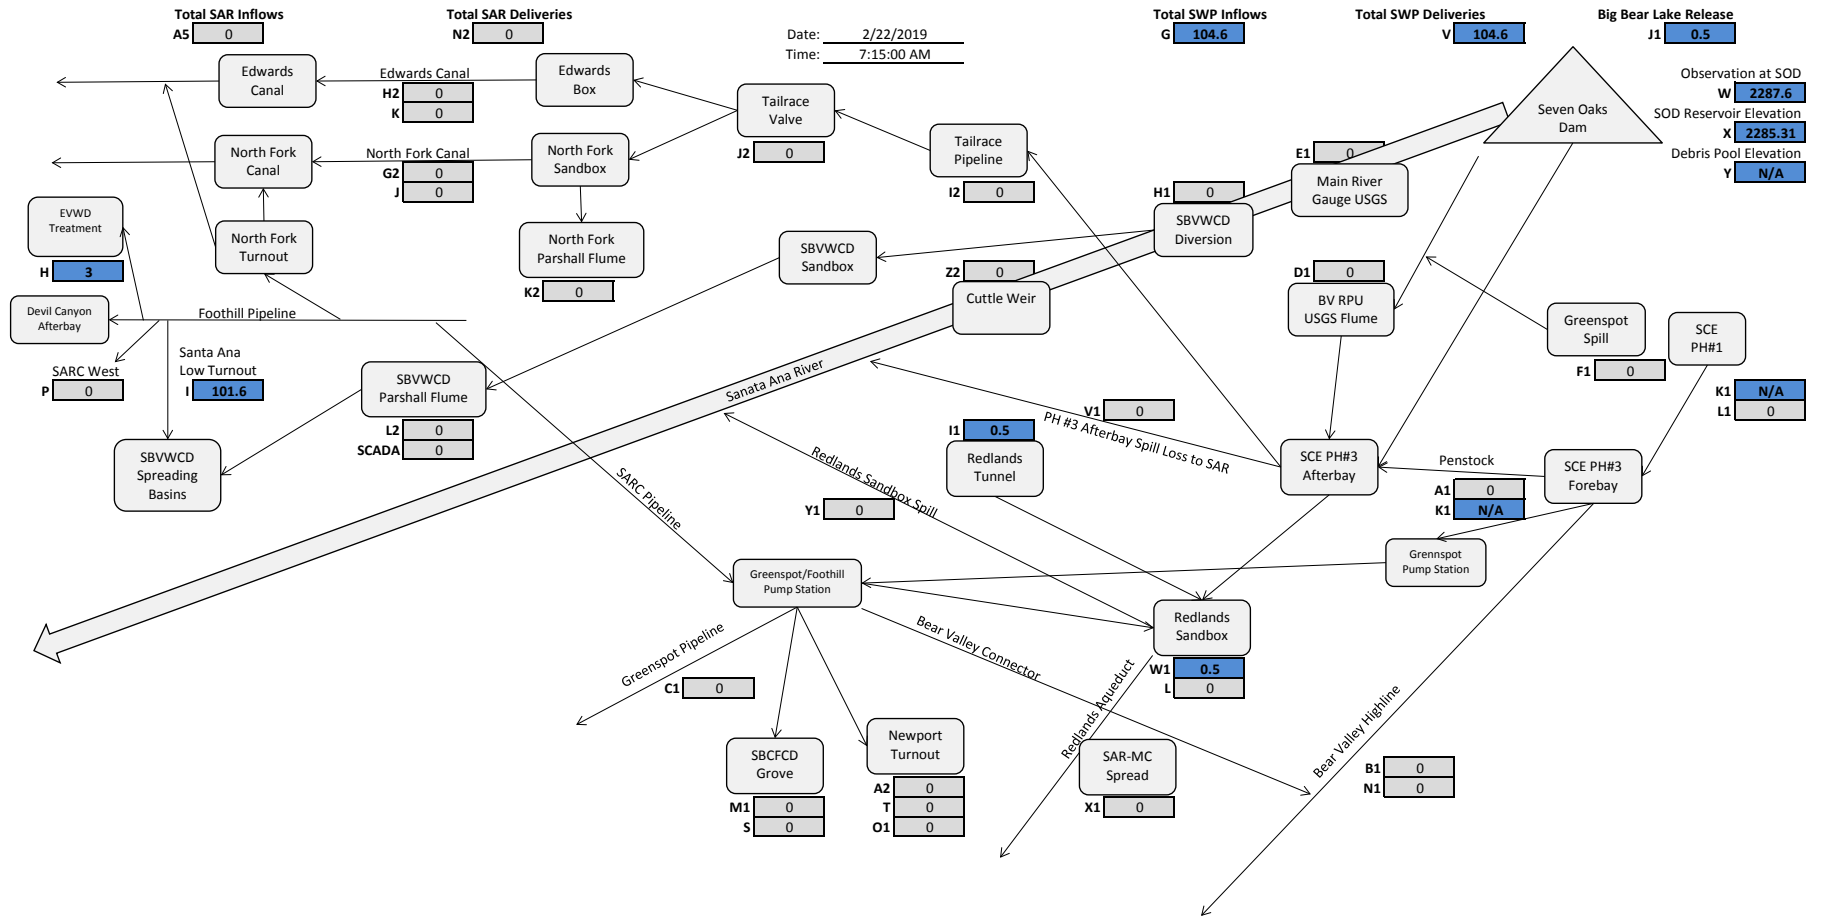 Total SAR Inflows
A5 0
Total SAR Deliveries
N2 0
Date: 2/22/2019
Time: 7:15:00 AM
Total SWP Inflows
G 104.6
Total SWP Deliveries
V 104.6
Big Bear Lake Release
J1 0.5
Observation at SOD
W 2287.6
SOD Reservoir Elevation
X 2285.31
Debris Pool Elevation
Y N/A
Edwards
Canal
Edwards Canal
H2 0
K 0
Edwards
Box
Tailrace
Valve
J2 0
Tailrace
Pipeline
I2 0
Seven Oaks
Dam
North Fork
Canal
North Fork Canal
G2 0
J 0
North Fork
Sandbox
E1 0
Main River
Gauge USGS
H1 0
SBVWCD
Diversion
EVWD
Treatment
H 3
North Fork
Turnout
North Fork
Parshall Flume
K2 0
SBVWCD
Sandbox
Z2 0
Cuttle Weir
D1 0
BV RPU
USGS Flume
Greenspot
Spill
F1 0
SCE
PH#1
K1 N/A
L1 0
Devil Canyon
Afterbay
Foothill Pipeline
SARC West
P 0
Santa Ana
Low Turnout
I 101.6
SBVWCD
Parshall Flume
L2 0
SCADA 0
Sanata Ana River
V1 0
PH #3 Afterbay Spill Loss to SAR
I1 0.5
Redlands
Tunnel
SBVWCD
Spreading
Basins
SARC Pipeline
Redlands Sandbox Spill
Y1 0
SCE PH#3
Afterbay
Penstock
A1 0
K1 N/A
SCE PH#3
Forebay
Grennspot
Pump Station
Greenspot/Foothill
Pump Station
Redlands
Sandbox
W1 0.5
L 0
Greenspot Pipeline
C1 0
Bear Valley Connector
Redlands Aqueduct
Bear Valley Highline
SBCFCD
Grove
M1 0
S 0
Newport
Turnout
A2 0
T 0
O1 0
SAR-MC
Spread
X1 0
B1 0
N1 0